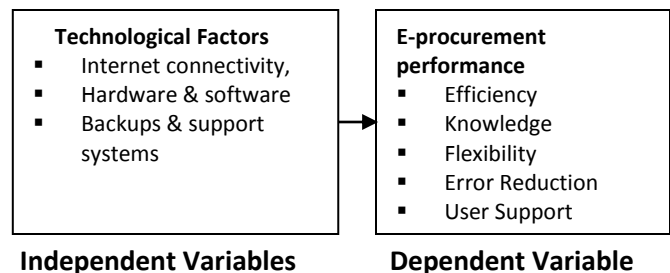 Technological Factors
▪ Internet connectivity,
▪ Hardware & software
▪ Backups & support
systems
E-procurement
performance
▪ Efficiency
▪ Knowledge
▪ Flexibility
▪ Error Reduction
▪ User Support
Independent Variables
Dependent Variable